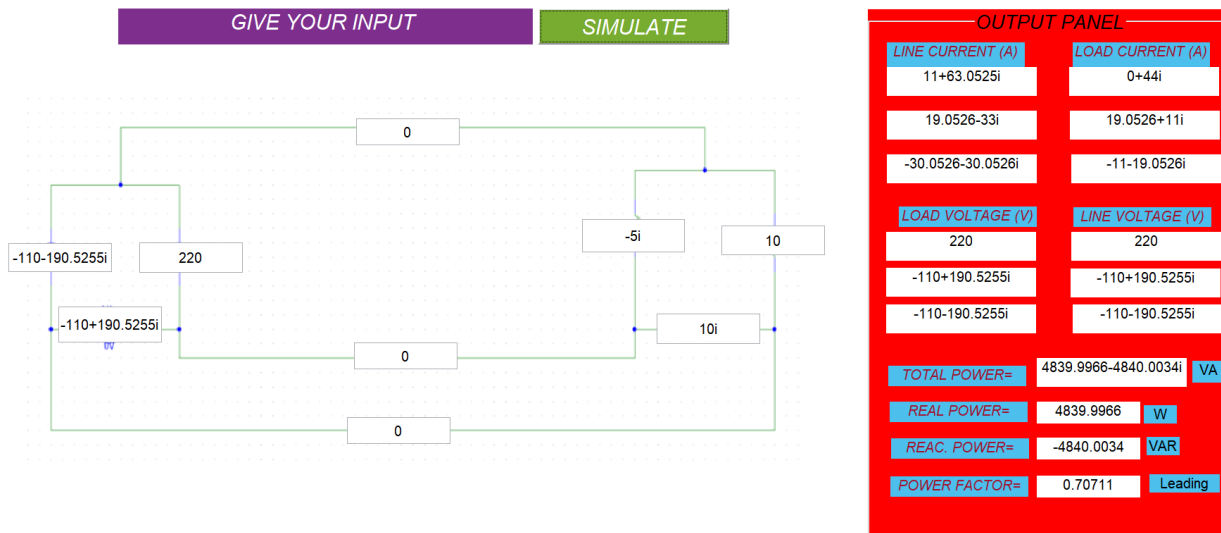 GIVE YOUR INPUT
SIMULATE
0
-110-190.5255i
220
-110+190.5255i
-5i
10
10i
0
0
OUTPUT PANEL
LINE CURRENT (A) LOAD CURRENT (A)
11+63.0525i 0+44i
19.0526-33i 19.0526+11i
-30.0526-30.0526i -11-19.0526i
LOAD VOLTAGE (V) LINE VOLTAGE (V)
220 220
-110+190.5255i -110+190.5255i
-110-190.5255i -110-190.5255i
TOTAL POWER= 4839.9966-4840.0034i VA
REAL POWER= 4839.9966 W
REAC. POWER= -4840.0034 VAR
POWER FACTOR= 0.70711 Leading